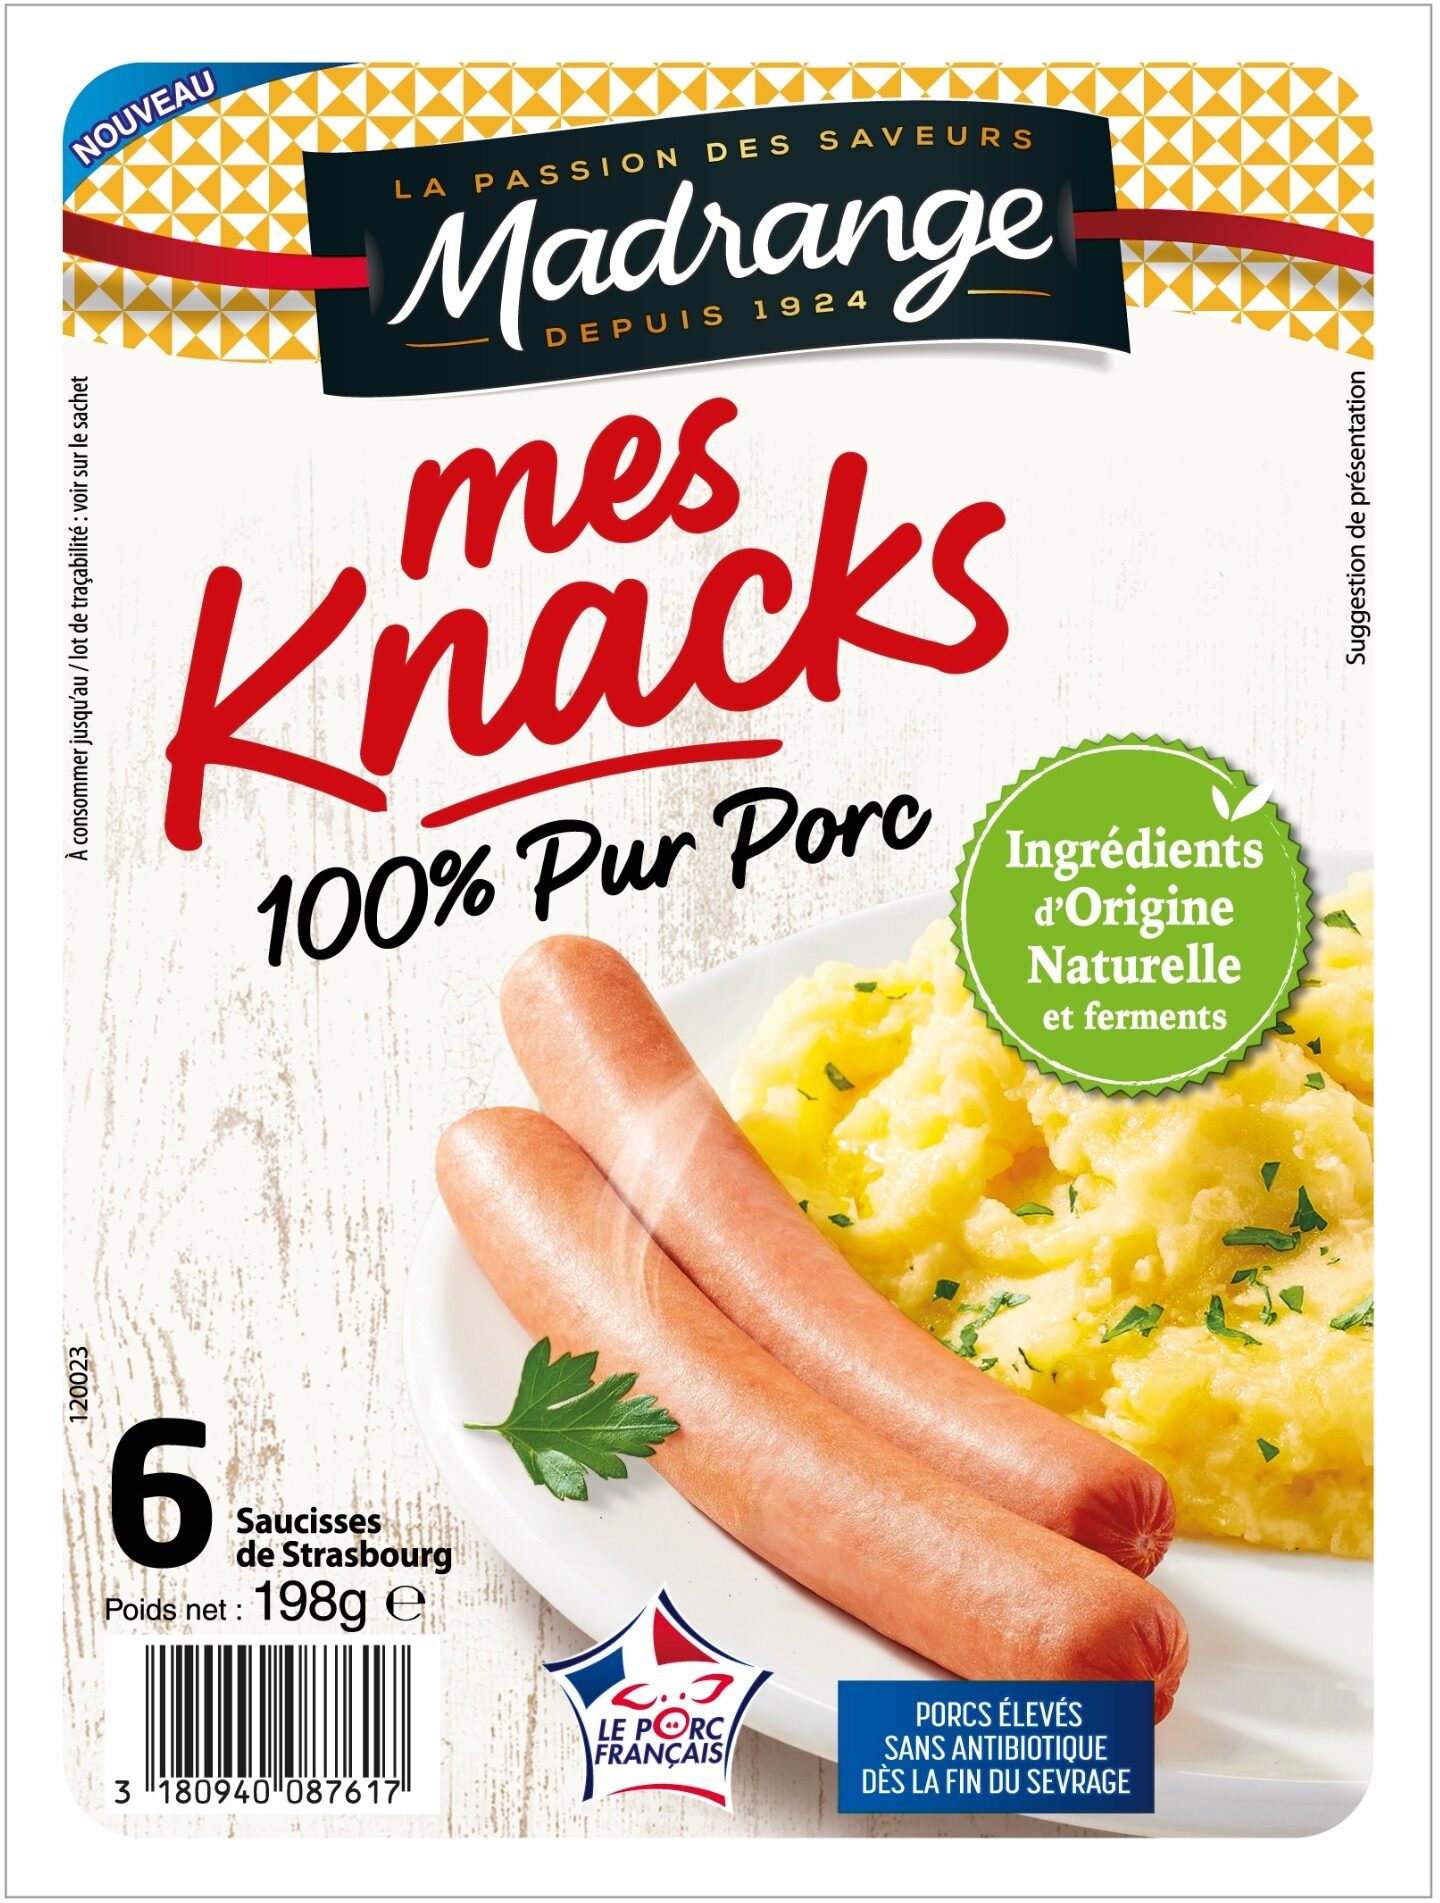 NOUVEAU
LA PASSION DES SAVEURS
Madrange
DEPUIS 1924
À consommer jusqu'au / lot de traçabilité : voir sur le sachet
Suggestion de présentation
mes
Knacks
100% Pur Porc
Ingrédients
d'Origine
Naturelle
et ferments
120023
6
Saucisses
de Strasbourg
Poids net : 198g ℮
3 180940 087617
LE PORC
FRANÇAIS
PORCS ÉLEVÉS
SANS ANTIBIOTIQUE
DÈS LA FIN DU SEVRAGE